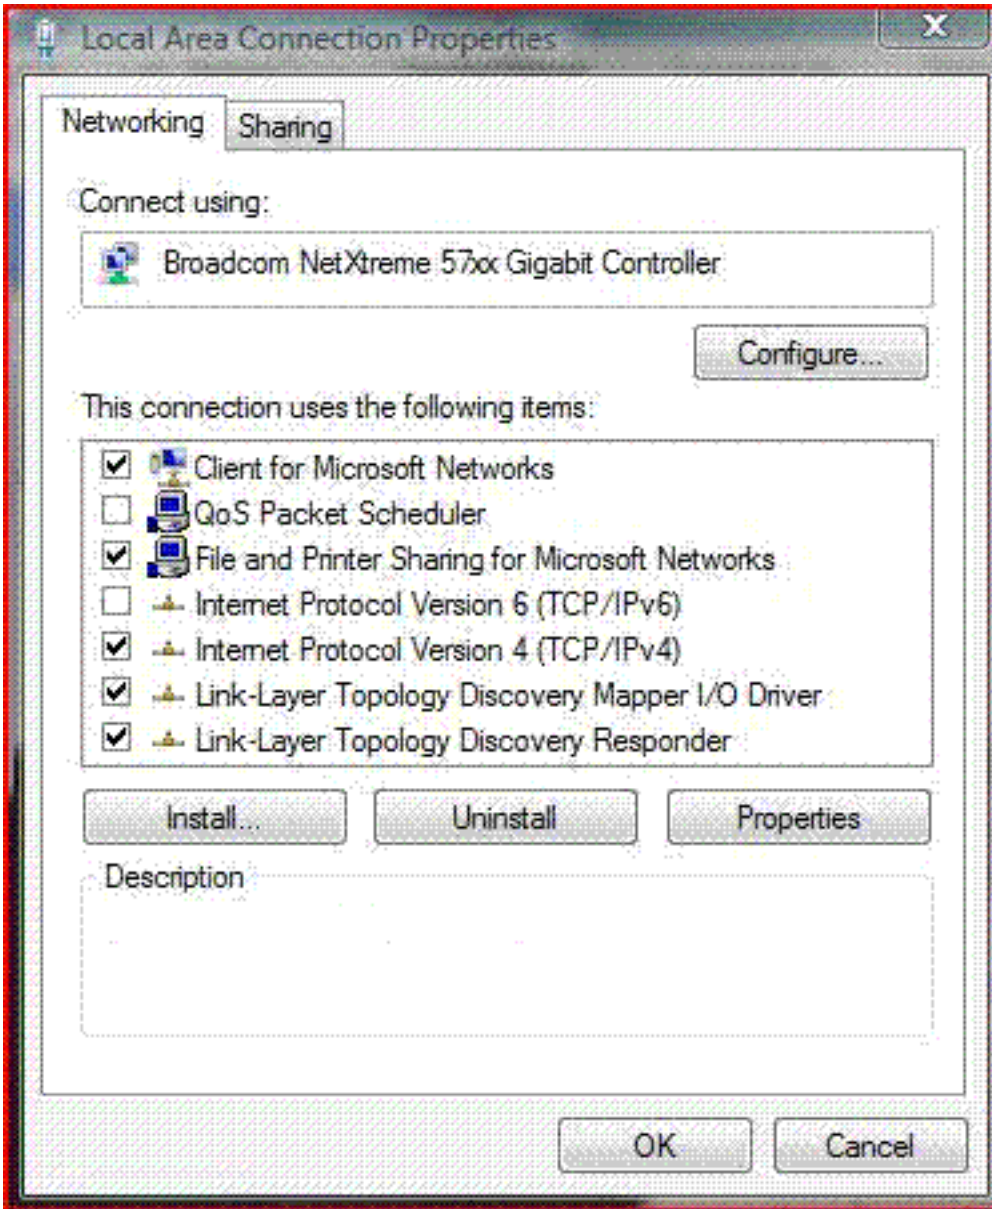 Local Area Connection Properties
Networking
Sharing
Connect using:
Broadcom NetXtreme 57xx Gigabit Controller
Configure...
This connection uses the following items:
Client for Microsoft Networks
QoS Packet Scheduler
File and Printer Sharing for Microsoft Networks
Internet Protocol Version 6 (TCP/IPv6)
Internet Protocol Version 4 (TCP/IPv4)
Link-Layer Topology Discovery Mapper I/O Driver
Link-Layer Topology Discovery Responder
Install...
Uninstall
Properties
Description
OK
Cancel